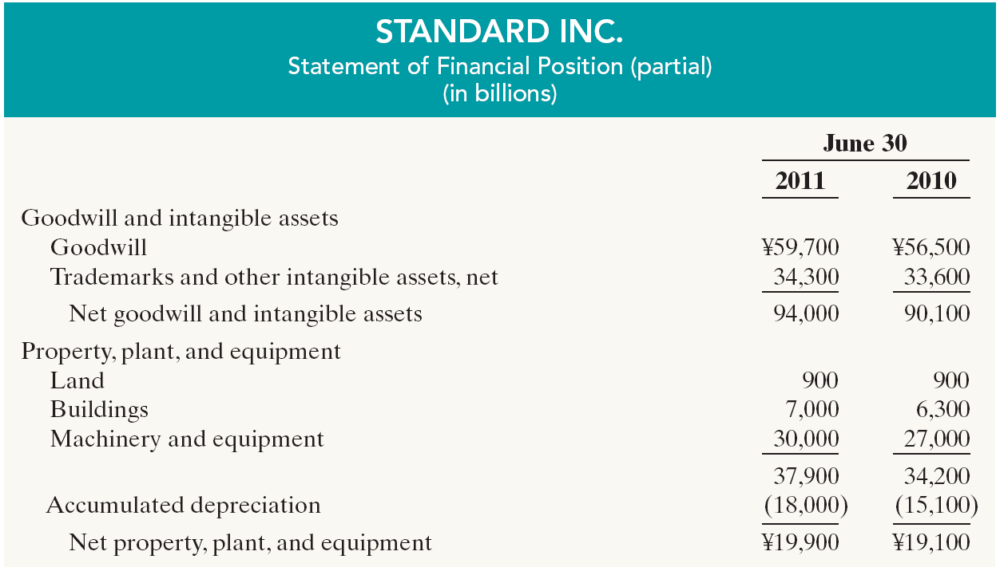 STANDARD INC.
Statement of Financial Position (partial)
(in billions)
June 30
2011 2010
Goodwill and intangible assets
Goodwill ¥59,700 ¥56,500
Trademarks and other intangible assets, net 34,300 33,600
Net goodwill and intangible assets 94,000 90,100
Property, plant, and equipment
Land 900 900
Buildings 7,000 6,300
Machinery and equipment 30,000 27,000
37,900 34,200
Accumulated depreciation (18,000) (15,100)
Net property, plant, and equipment ¥19,900 ¥19,100